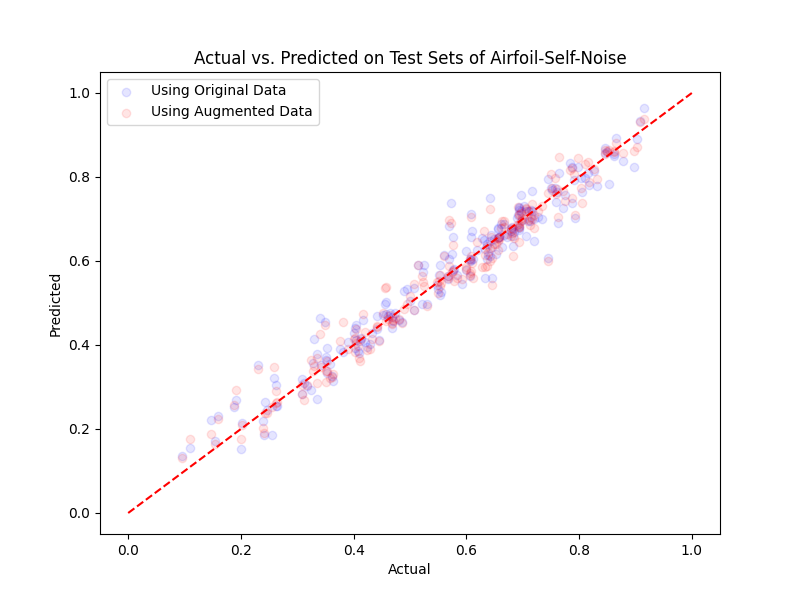 Actual vs. Predicted on Test Sets of Airfoil-Self-Noise
Using Original Data
Using Augmented Data
1.0
0.8
0.6
0.4
0.2
0.0
Predicted
0.0 0.2 0.4 0.6 0.8 1.0
Actual